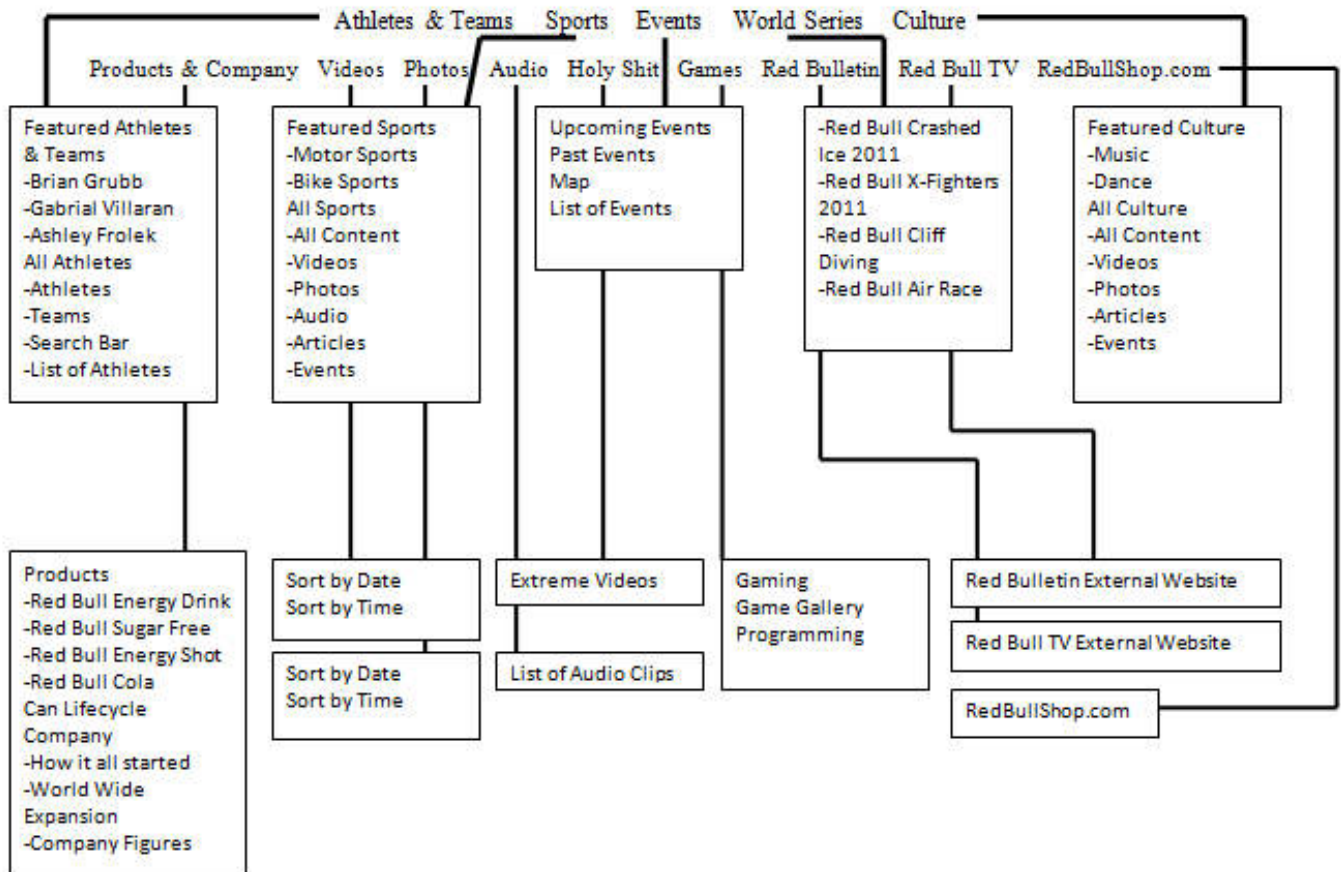 Athletes & Teams Sports Events World Series Culture
Products & Company Videos Photos Audio Holy Shit Games Red Bulletin Red Bull TV RedBullShop.com
Featured Athletes
& Teams
-Brian Grubb
-Gabrial Villaran
-Ashley Frolek
All Athletes
-Athletes
-Teams
-Search Bar
-List of Athletes
Featured Sports
-Motor Sports
-Bike Sports
All Sports
-All Content
-Videos
-Photos
-Audio
-Articles
-Events
Upcoming Events
Past Events
Map
List of Events
-Red Bull Crashed
Ice 2011
-Red Bull X-Fighters
2011
-Red Bull Cliff
Diving
-Red Bull Air Race
Featured Culture
-Music
-Dance
All Culture
-All Content
-Videos
-Photos
-Articles
-Events
Products
-Red Bull Energy Drink
-Red Bull Sugar Free
-Red Bull Energy Shot
-Red Bull Cola
Can Lifecycle
Company
-How it all started
-World Wide
Expansion
-Company Figures
Sort by Date
Sort by Time
Sort by Date
Sort by Time
Extreme Videos
List of Audio Clips
Gaming
Game Gallery
Programming
Red Bulletin External Website
Red Bull TV External Website
RedBullShop.com